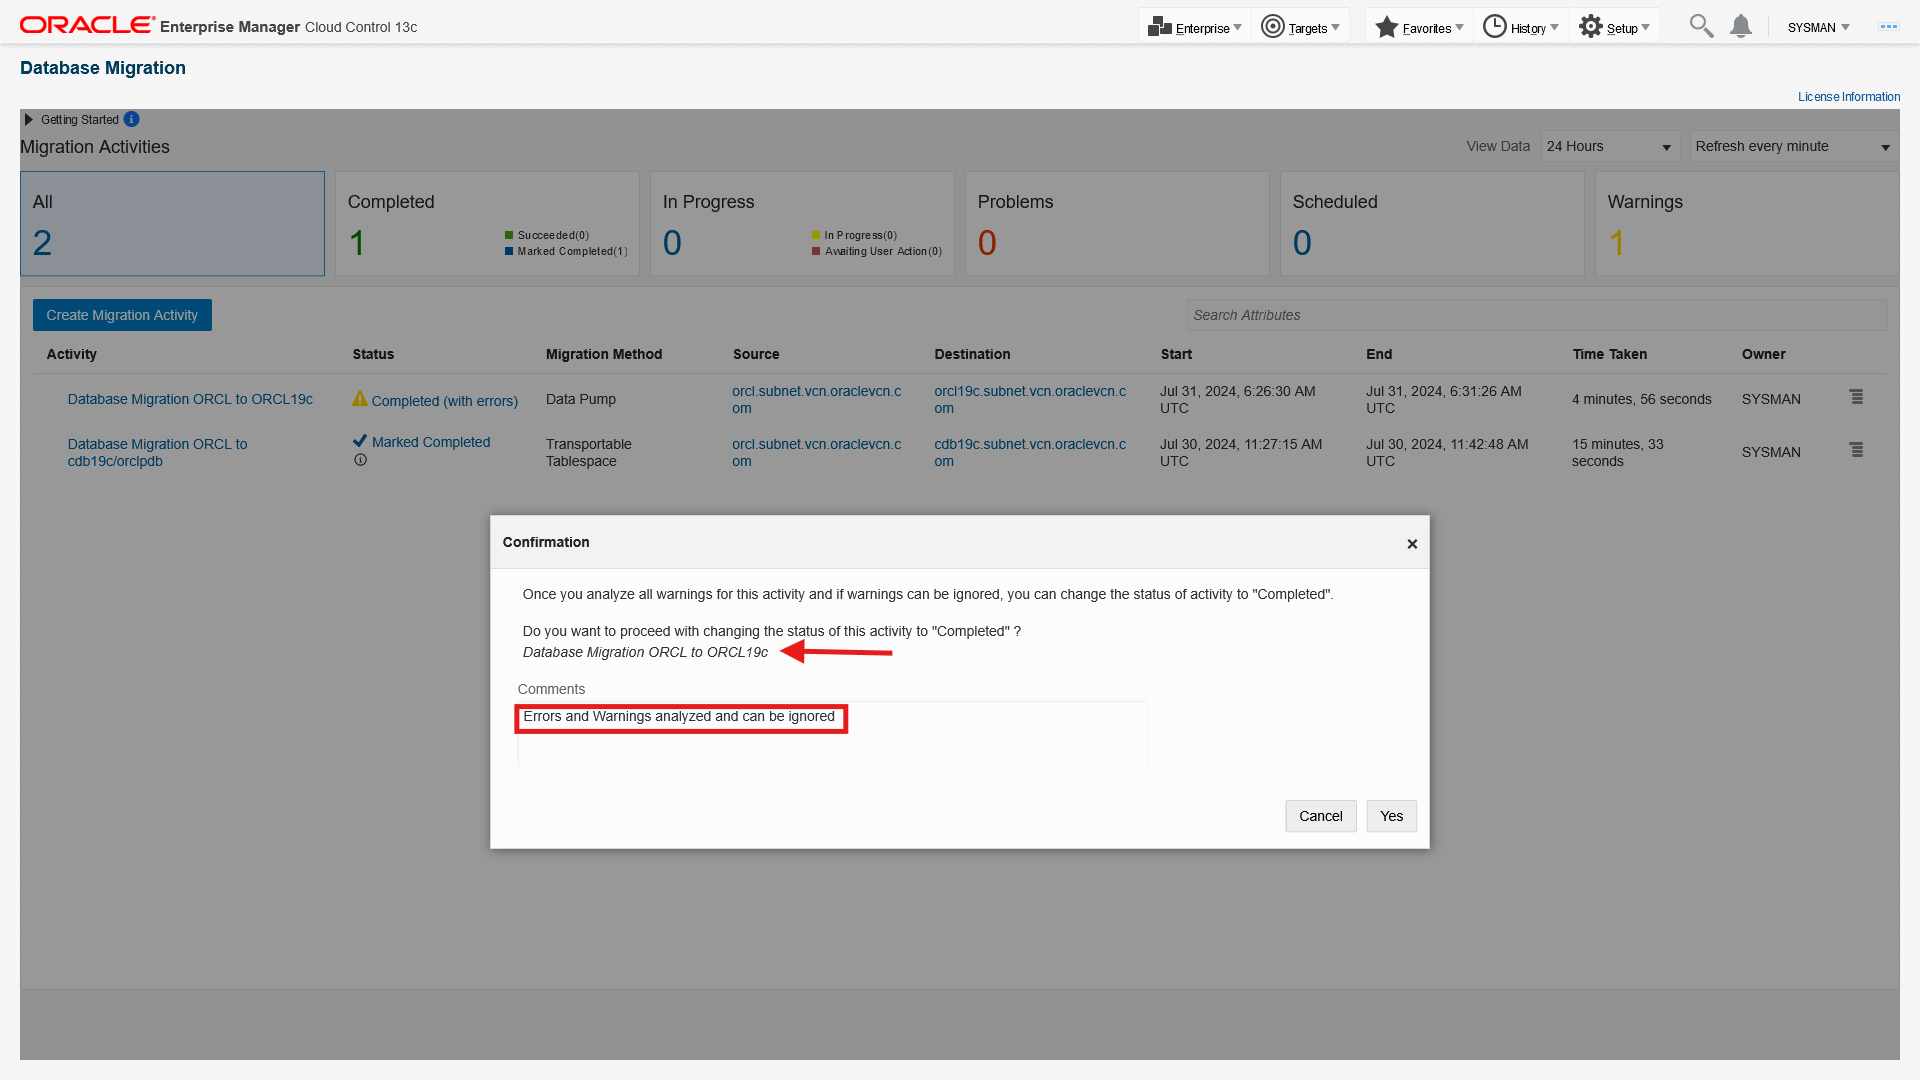 ORACLE Enterprise Manager Cloud Control 13c
Enterprise
Targets
Favorites
History
Setup
SYSMAN
Database Migration
License Information
Getting Started
Migration Activities
View Data 24 Hours Refresh every minute
All
2
Completed
1
Succeeded(0)
Marked Completed(1)
In Progress
0
In Progress(0)
Awaiting User Action(0)
Problems
0
Scheduled
0
Warnings
1
Create Migration Activity
Search Attributes
Activity Status Migration Method Source Destination Start End Time Taken Owner
Database Migration ORCL to ORCL19c
Completed (with errors)
Data Pump
orcl.subnet.vcn.oraclevcn.c
om
orcl19c.subnet.vcn.oraclevcn.c
om
Jul 31, 2024, 6:26:30 AM
UTC
Jul 31, 2024, 6:31:26 AM
UTC
4 minutes, 56 seconds
SYSMAN
Database Migration ORCL to
cdb19c/orclpdb
Marked Completed
Transportable
Tablespace
orcl.subnet.vcn.oraclevcn.c
om
cdb19c.subnet.vcn.oraclevcn.c
om
Jul 30, 2024, 11:27:15 AM
UTC
Jul 30, 2024, 11:42:48 AM
UTC
15 minutes, 33
seconds
SYSMAN
Confirmation
Once you analyze all warnings for this activity and if warnings can be ignored, you can change the status of activity to "Completed".
Do you want to proceed with changing the status of this activity to "Completed" ?
Database Migration ORCL to ORCL19c
Comments
Errors and Warnings analyzed and can be ignored
Cancel
Yes